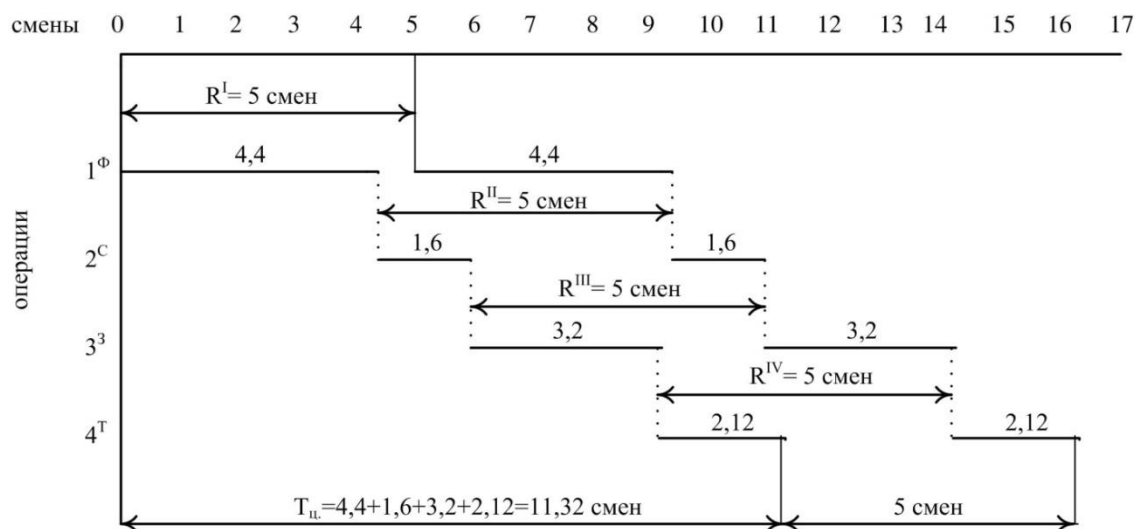 смены 0 1 2 3 4 5 6 7 8 9 10 11 12 13 14 15 16 17
R^I= 5 смен
1^Ф 4,4 4,4
R^II= 5 смен
2^С 1,6 1,6
операции
R^III= 5 смен
3^З 3,2 3,2
R^IV= 5 смен
4^Т 2,12 2,12
Тц.=4,4+1,6+3,2+2,12=11,32 смен 5 смен